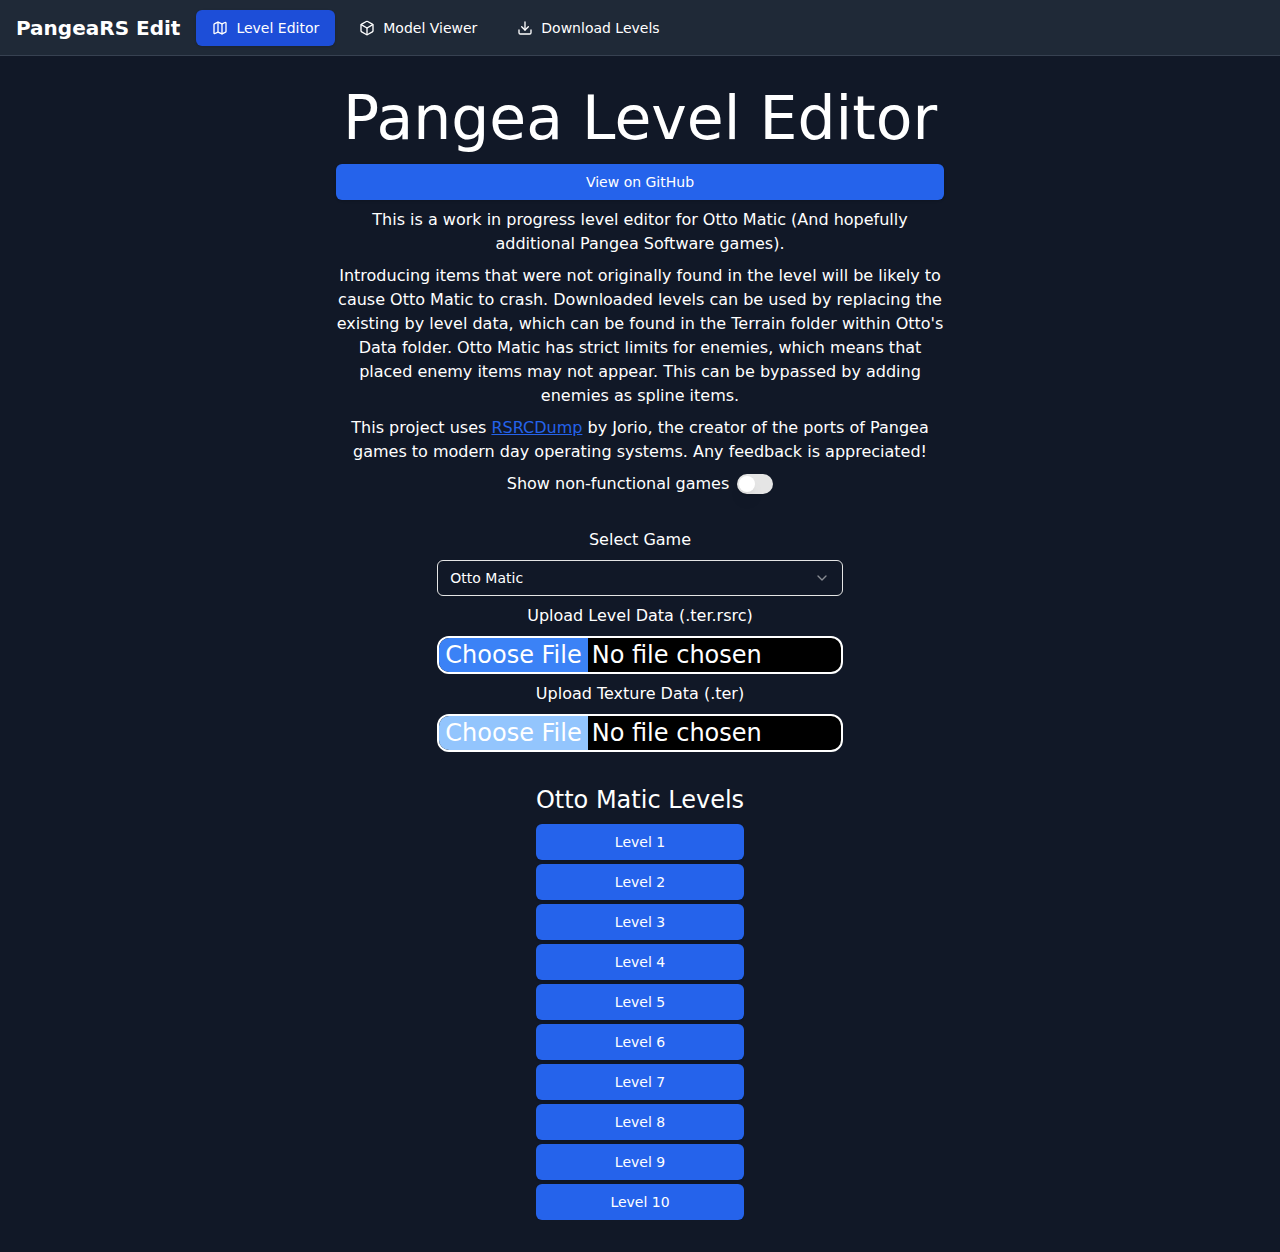 PangeaRS Edit
Level Editor
Model Viewer
Download Levels
Pangea Level Editor
View on GitHub
This is a work in progress level editor for Otto Matic (And hopefully
additional Pangea Software games).
Introducing items that were not originally found in the level will be likely to
cause Otto Matic to crash. Downloaded levels can be used by replacing the
existing by level data, which can be found in the Terrain folder within Otto's
Data folder. Otto Matic has strict limits for enemies, which means that
placed enemy items may not appear. This can be bypassed by adding
enemies as spline items.
This project uses RSRCDump by Jorio, the creator of the ports of Pangea
games to modern day operating systems. Any feedback is appreciated!
Show non-functional games
Select Game
Otto Matic
Upload Level Data (.ter.rsrc)
Choose File No file chosen
Upload Texture Data (.ter)
Choose File No file chosen
Otto Matic Levels
Level 1
Level 2
Level 3
Level 4
Level 5
Level 6
Level 7
Level 8
Level 9
Level 10